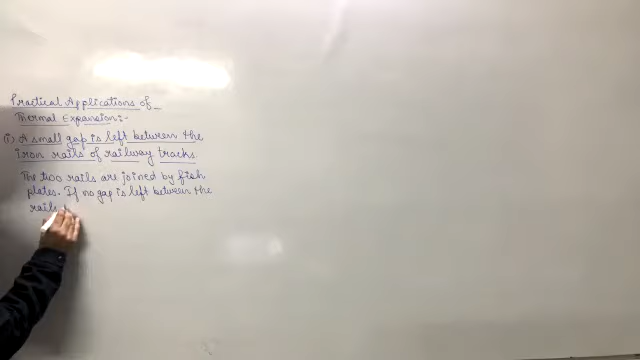 Practical Applications of
Thermal Expansion:-
(i) A small gap is left between the
iron rails of railway tracks
The two rails are joined by fish
plates. If no gap is left between the
rails